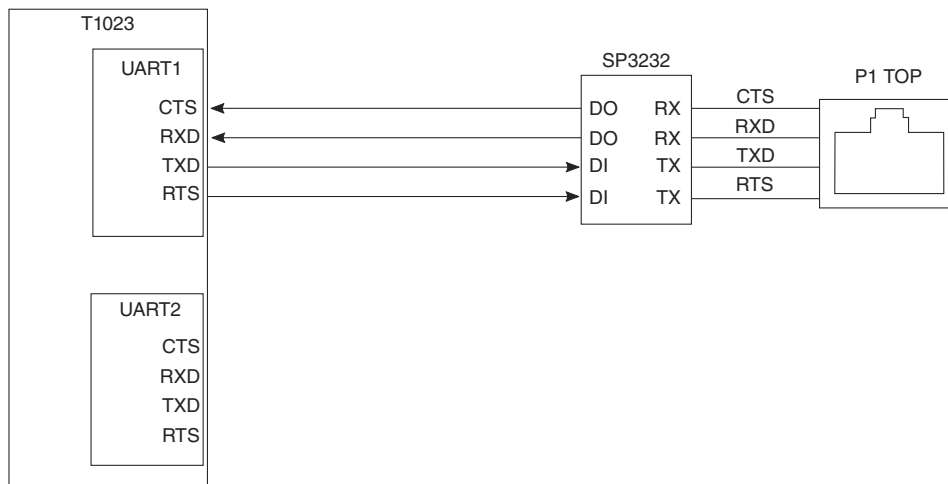 T1023
UART1
CTS
RXD
TXD
RTS
SP3232
DO RX
DO RX
DI TX
DI TX
CTS
RXD
TXD
RTS
P1 TOP
UART2
CTS
RXD
TXD
RTS